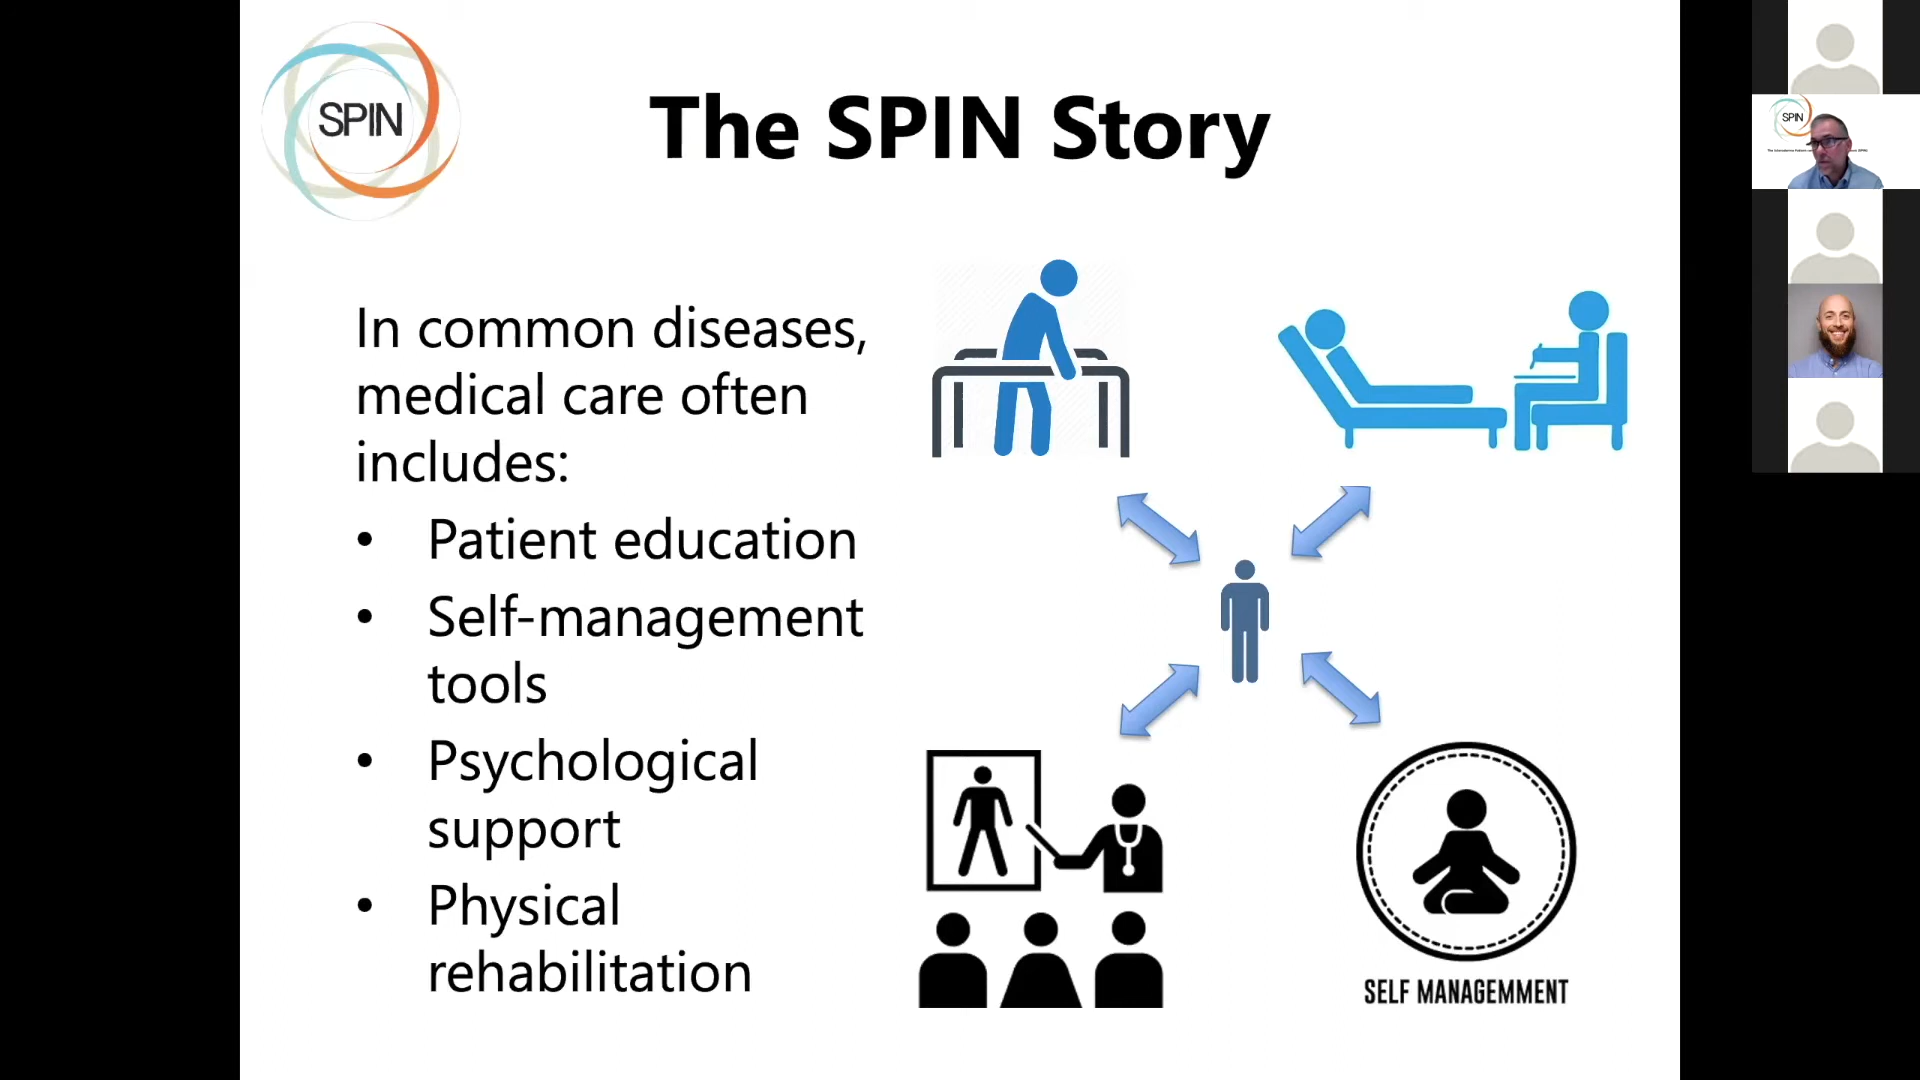 SPIN
The SPIN Story
In common diseases,
medical care often
includes:
• Patient education
• Self-management
tools
• Psychological
support
• Physical
rehabilitation
SELF MANAGEMMENT
SPIN